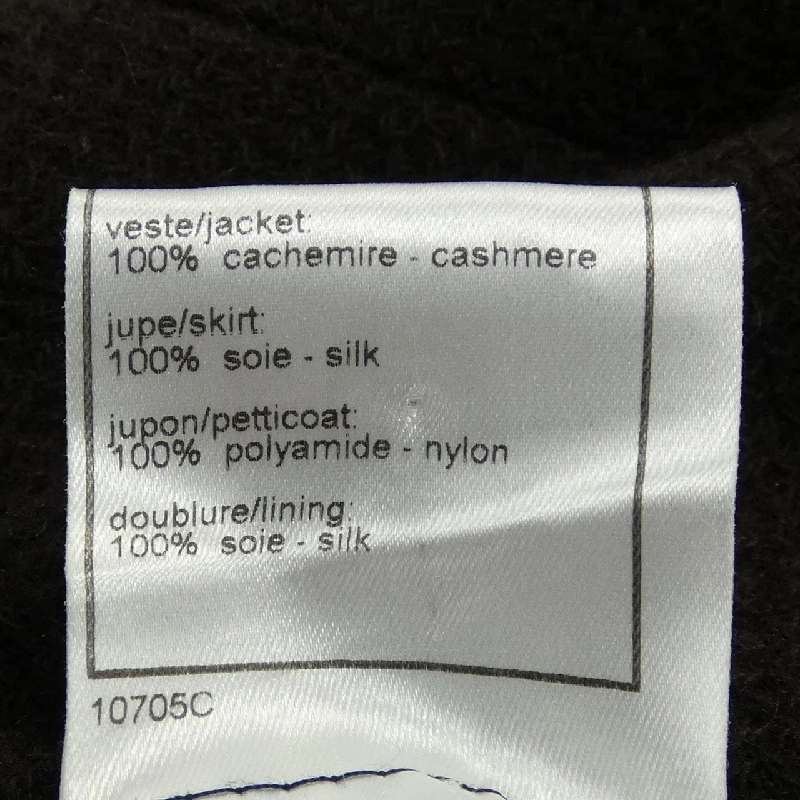 veste/jacket:
100% cachemire - cashmere
jupe/skirt:
100% soie - silk
jupon/petticoat:
100% polyamide - nylon
doublure/lining:
100% soie - silk
10705C